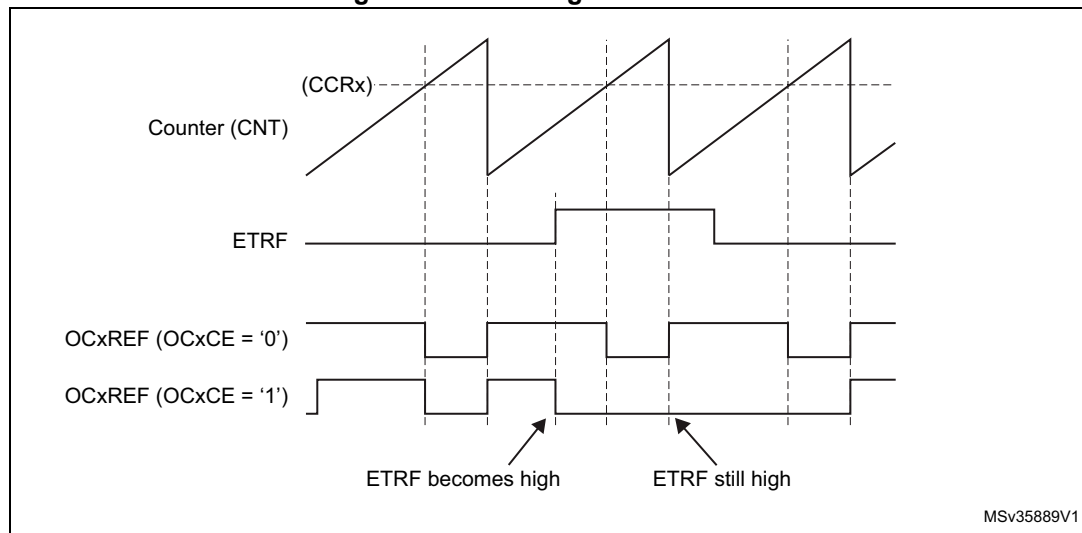 (CCRx)
Counter (CNT)
ETRF
OCxREF (OCxCE = ‘0’)
OCxREF (OCxCE = ‘1’)
ETRF becomes high
ETRF still high
MSv35889V1